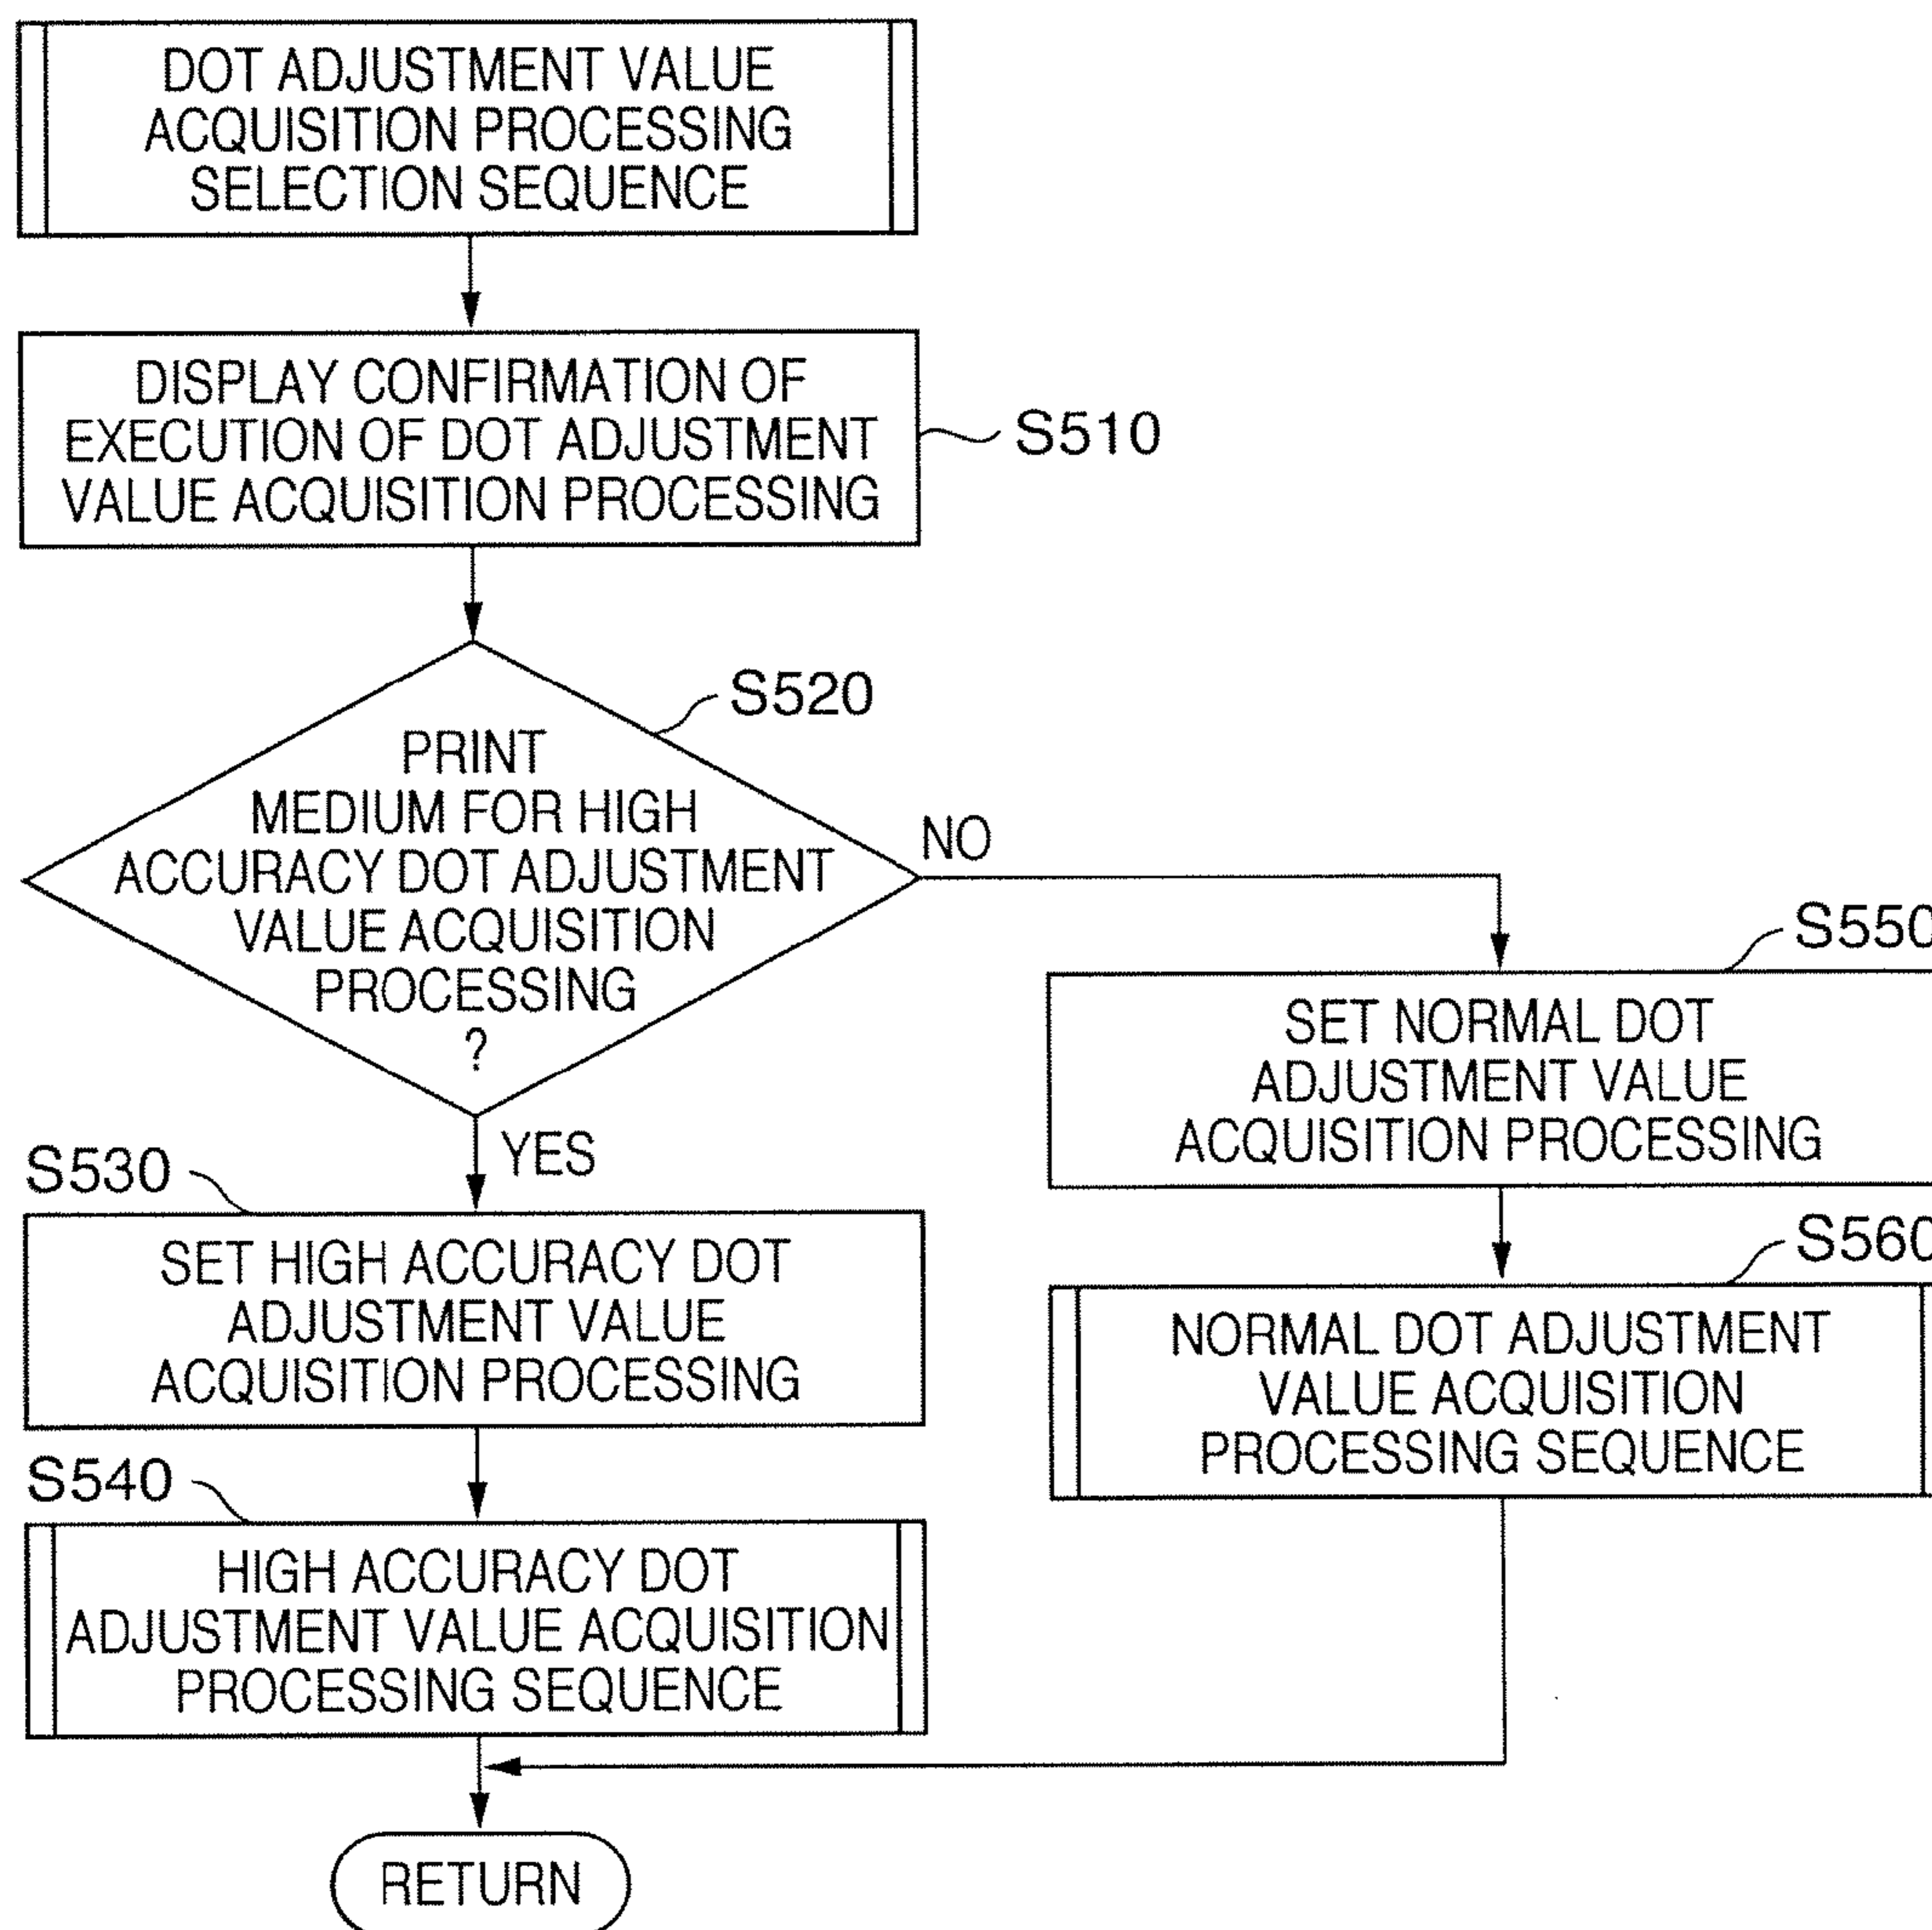 DOT ADJUSTMENT VALUE
ACQUISITION PROCESSING
SELECTION SEQUENCE
DISPLAY CONFIRMATION OF
EXECUTION OF DOT ADJUSTMENT
VALUE ACQUISITION PROCESSING
S510
S520
PRINT
MEDIUM FOR HIGH
ACCURACY DOT ADJUSTMENT
VALUE ACQUISITION
PROCESSING
?
NO
YES
S530
SET HIGH ACCURACY DOT
ADJUSTMENT VALUE
ACQUISITION PROCESSING
S540
HIGH ACCURACY DOT
ADJUSTMENT VALUE ACQUISITION
PROCESSING SEQUENCE
S550
SET NORMAL DOT
ADJUSTMENT VALUE
ACQUISITION PROCESSING
S560
NORMAL DOT ADJUSTMENT
VALUE ACQUISITION
PROCESSING SEQUENCE
RETURN